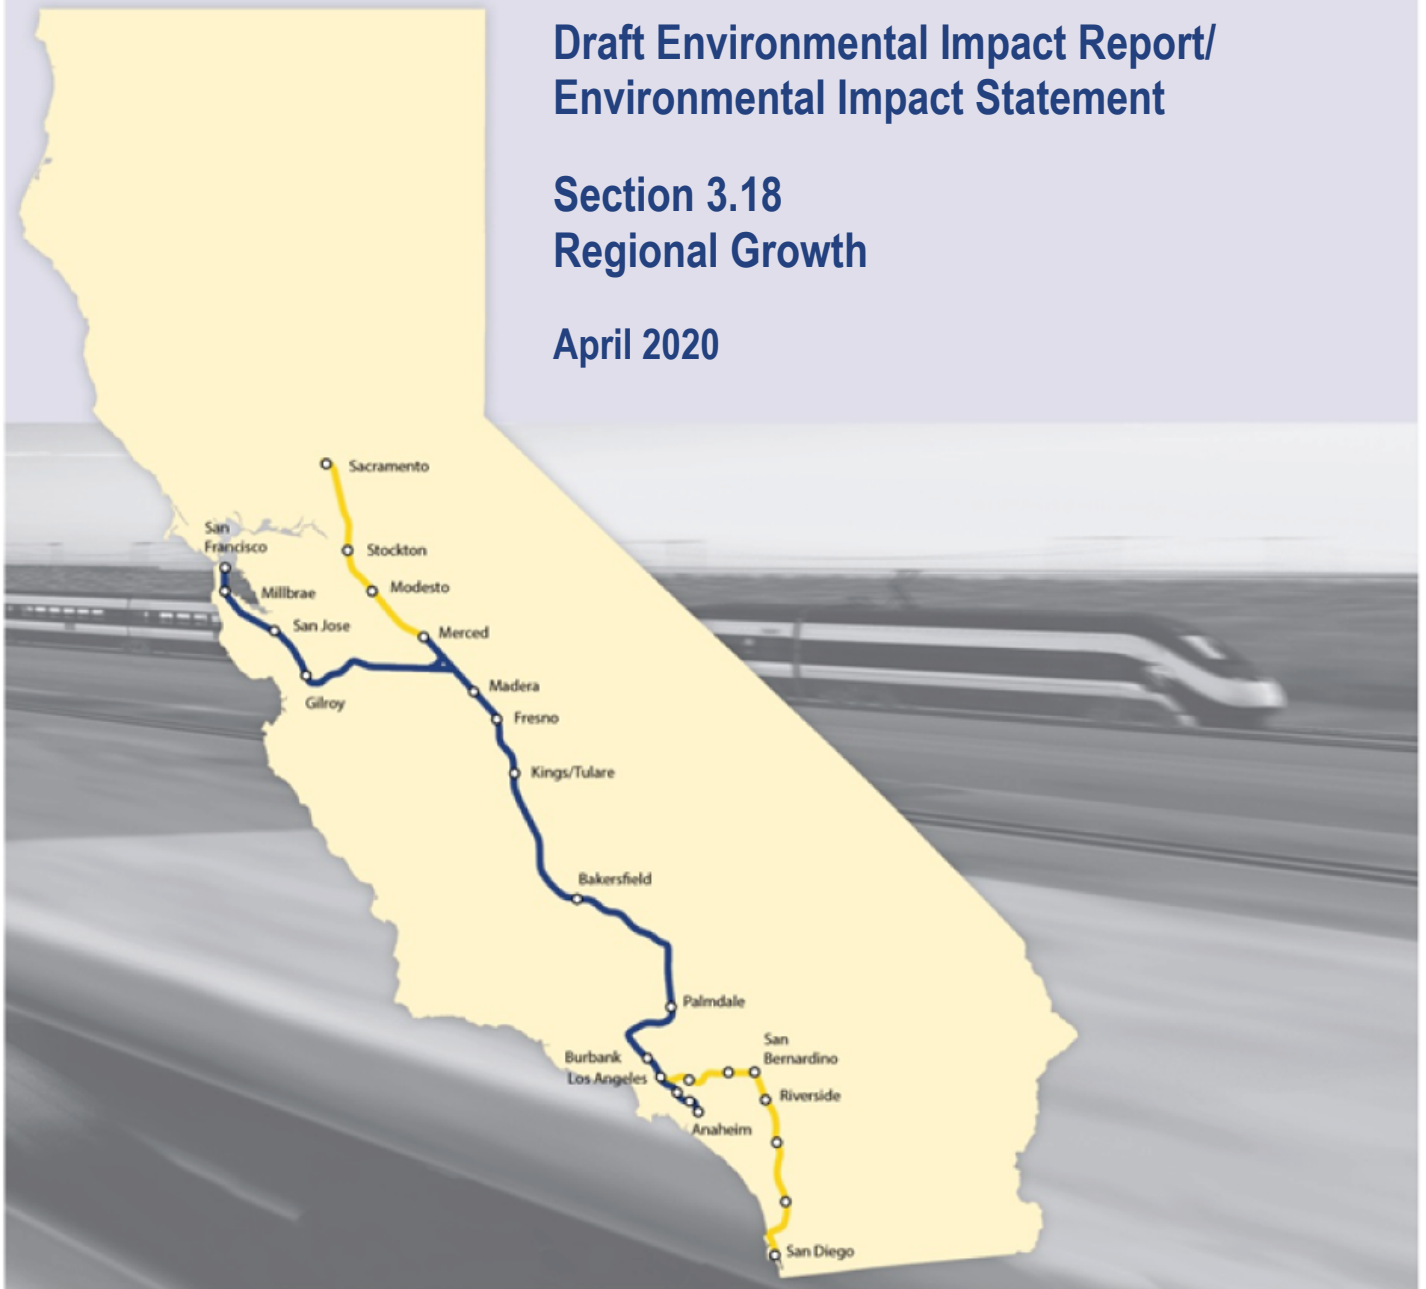 Draft Environmental Impact Report/
Environmental Impact Statement
Section 3.18
Regional Growth
April 2020
Sacramento
San
Francisco
Stockton
Millbrae
Modesto
San Jose
Merced
Gilroy
Madera
Fresno
Kings/Tulare
Bakersfield
Palmdale
San
Bernardino
Burbank
Los Angeles
Riverside
Anaheim
San Diego